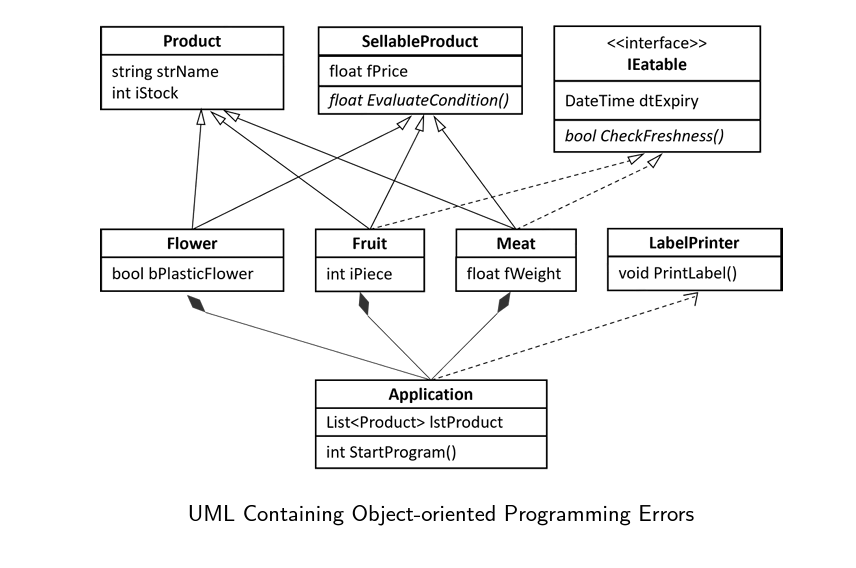 Product
string strName
int iStock
SellableProduct
float fPrice
float EvaluateCondition()
<<interface>>
IEatable
DateTime dtExpiry
bool CheckFreshness()
Flower
bool bPlasticFlower
Fruit
int iPiece
Meat
float fWeight
LabelPrinter
void PrintLabel()
Application
List<Product> lstProduct
int StartProgram()
UML Containing Object-oriented Programming Errors